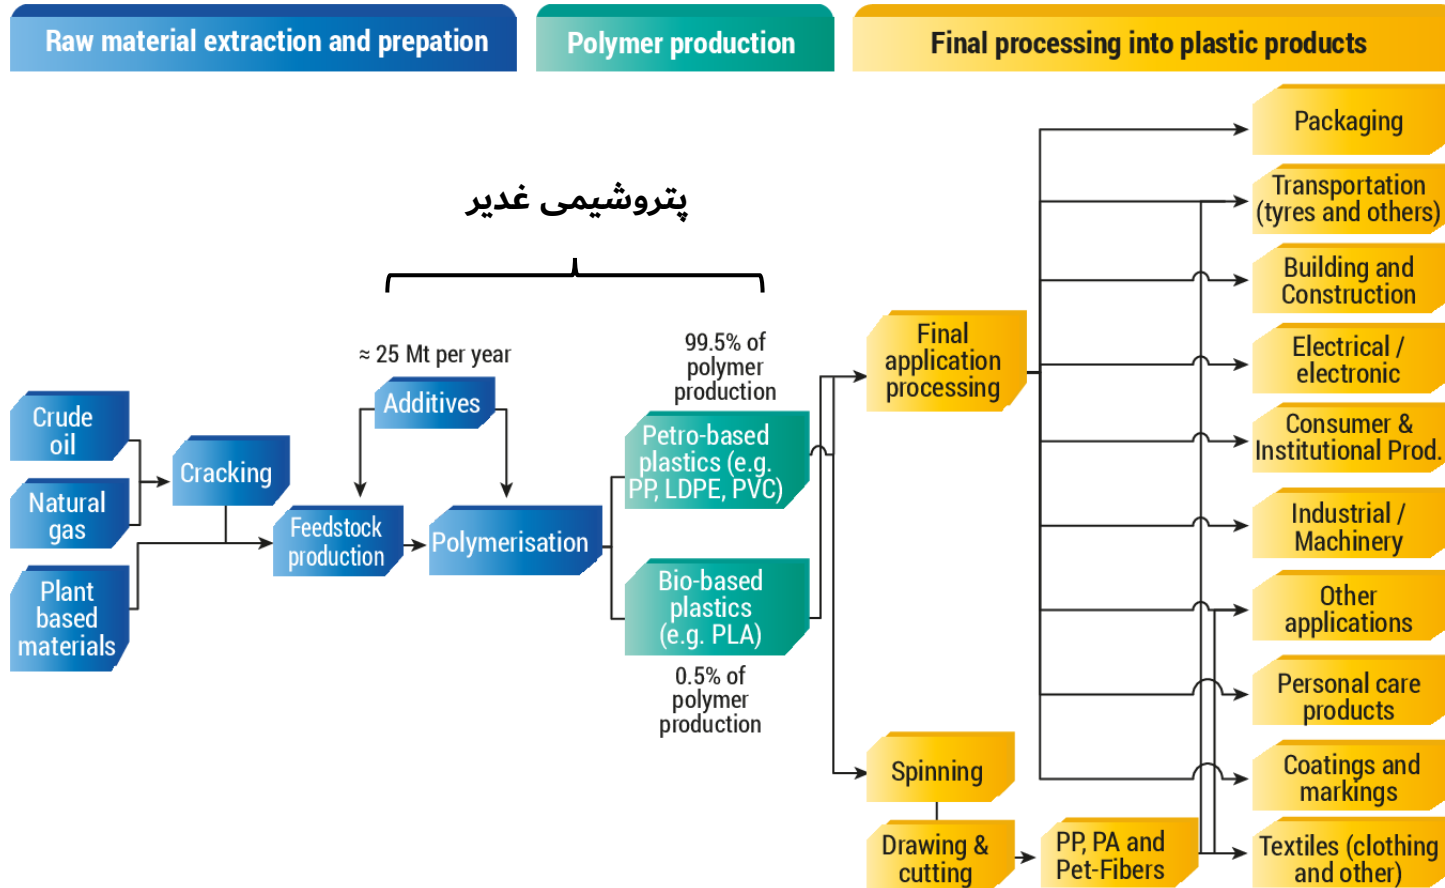 Raw material extraction and prepation
Polymer production
Final processing into plastic products
پتروشیمی غدیر
≈ 25 Mt per year
Additives
Crude
oil
Natural
gas
Plant
based
materials
Cracking
Feedstock
production
Polymerisation
99.5% of
polymer
production
Petro-based
plastics (e.g.
PP, LDPE, PVC)
Bio-based
plastics
(e.g. PLA)
0.5% of
polymer
production
Final
application
processing
Spinning
Drawing &
cutting
PP, PA and
Pet-Fibers
Packaging
Transportation
(tyres and others)
Building and
Construction
Electrical /
electronic
Consumer &
Institutional Prod.
Industrial /
Machinery
Other
applications
Personal care
products
Coatings and
markings
Textiles (clothing
and other)